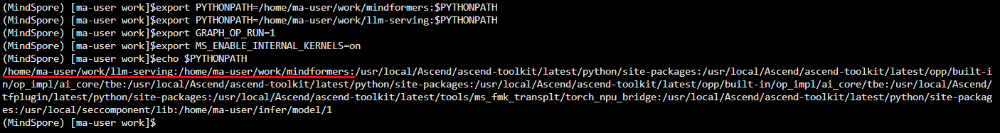 (MindSpore) [ma-user work]$export PYTHONPATH=/home/ma-user/work/mindformers:$PYTHONPATH
(MindSpore) [ma-user work]$export PYTHONPATH=/home/ma-user/work/llm-serving:$PYTHONPATH
(MindSpore) [ma-user work]$export GRAPH_OP_RUN=1
(MindSpore) [ma-user work]$export MS_ENABLE_INTERNAL_KERNELS=on
(MindSpore) [ma-user work]$echo $PYTHONPATH
/home/ma-user/work/llm-serving:/home/ma-user/work/mindformers:/usr/local/Ascend/ascend-toolkit/latest/python/site-packages:/usr/local/Ascend/ascend-toolkit/latest/opp/built-i
n/op_impl/ai_core/tbe:/usr/local/Ascend/ascend-toolkit/latest/python/site-packages:/usr/local/Ascend/ascend-toolkit/latest/opp/built-in/op_impl/ai_core/tbe:/usr/local/Ascend/
tfplugin/latest/python/site-packages:/usr/local/Ascend/ascend-toolkit/latest/tools/ms_fmk_transplt/torch_npu_bridge:/usr/local/Ascend/ascend-toolkit/latest/python/site-packag
es:/usr/local/seccomponent/lib:/home/ma-user/infer/model/1
(MindSpore) [ma-user work]$